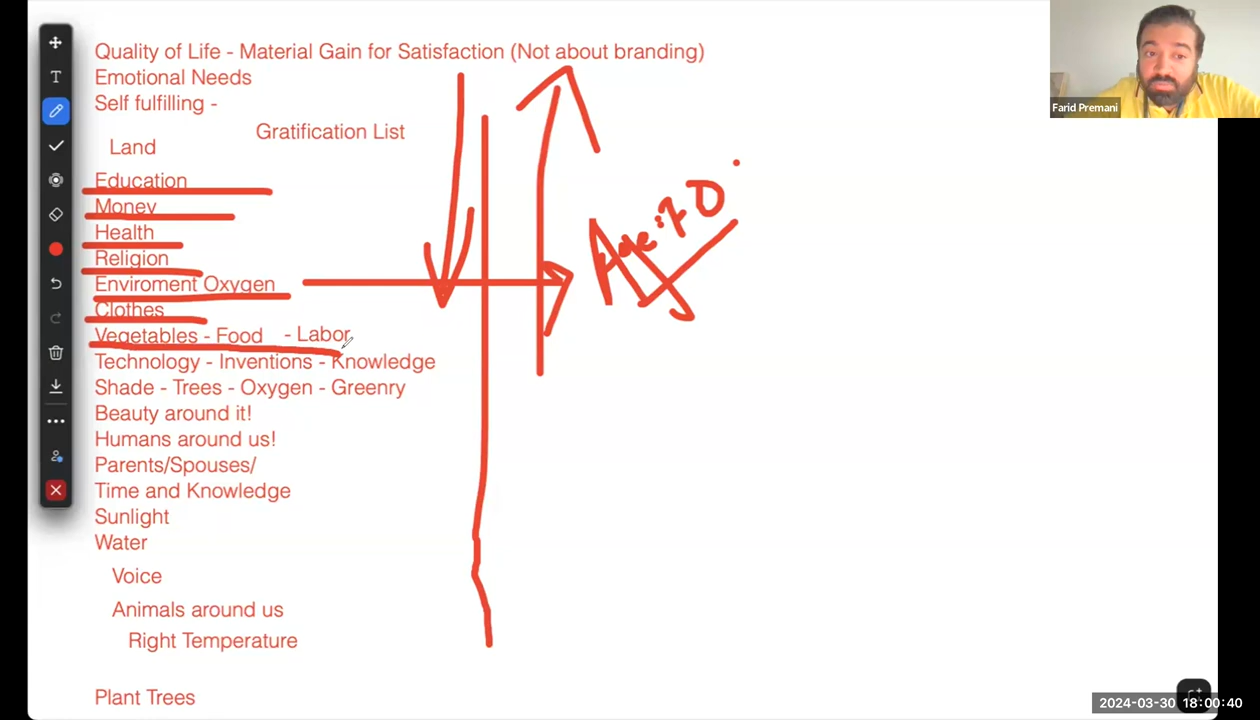 Quality of Life - Material Gain for Satisfaction (Not about branding)
Emotional Needs
Self fulfilling -
Gratification List
Land
Education
Money
Health
Religion
Enviroment Oxygen
Clothes
Vegetables - Food - Labor
Technology - Inventions - Knowledge
Shade - Trees - Oxygen - Greenry
Beauty around it!
Humans around us!
Parents/Spouses/
Time and Knowledge
Sunlight
Water
Voice
Animals around us
Right Temperature
Plant Trees
Age: 70
Farid Premani
2024-03-30 18:00:40